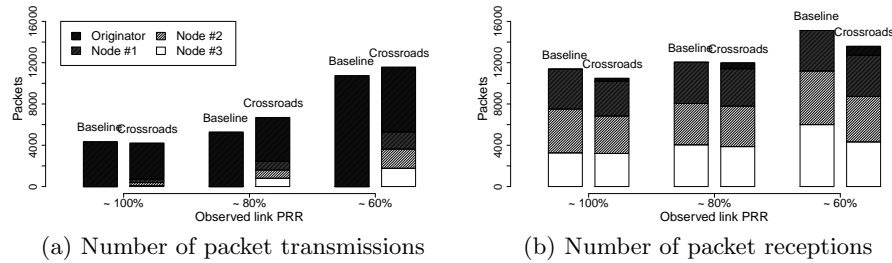 Packets
0
4000
8000
12000
16000
Originator
Node #1
Node #2
Node #3
Baseline
Crossroads
Baseline
Crossroads
Baseline
Crossroads
~ 100%
~ 80%
~ 60%
Observed link PRR
(a) Number of packet transmissions
Packets
0
4000
8000
12000
16000
Baseline
Crossroads
Baseline
Crossroads
Baseline
Crossroads
~ 100%
~ 80%
~ 60%
Observed link PRR
(b) Number of packet receptions